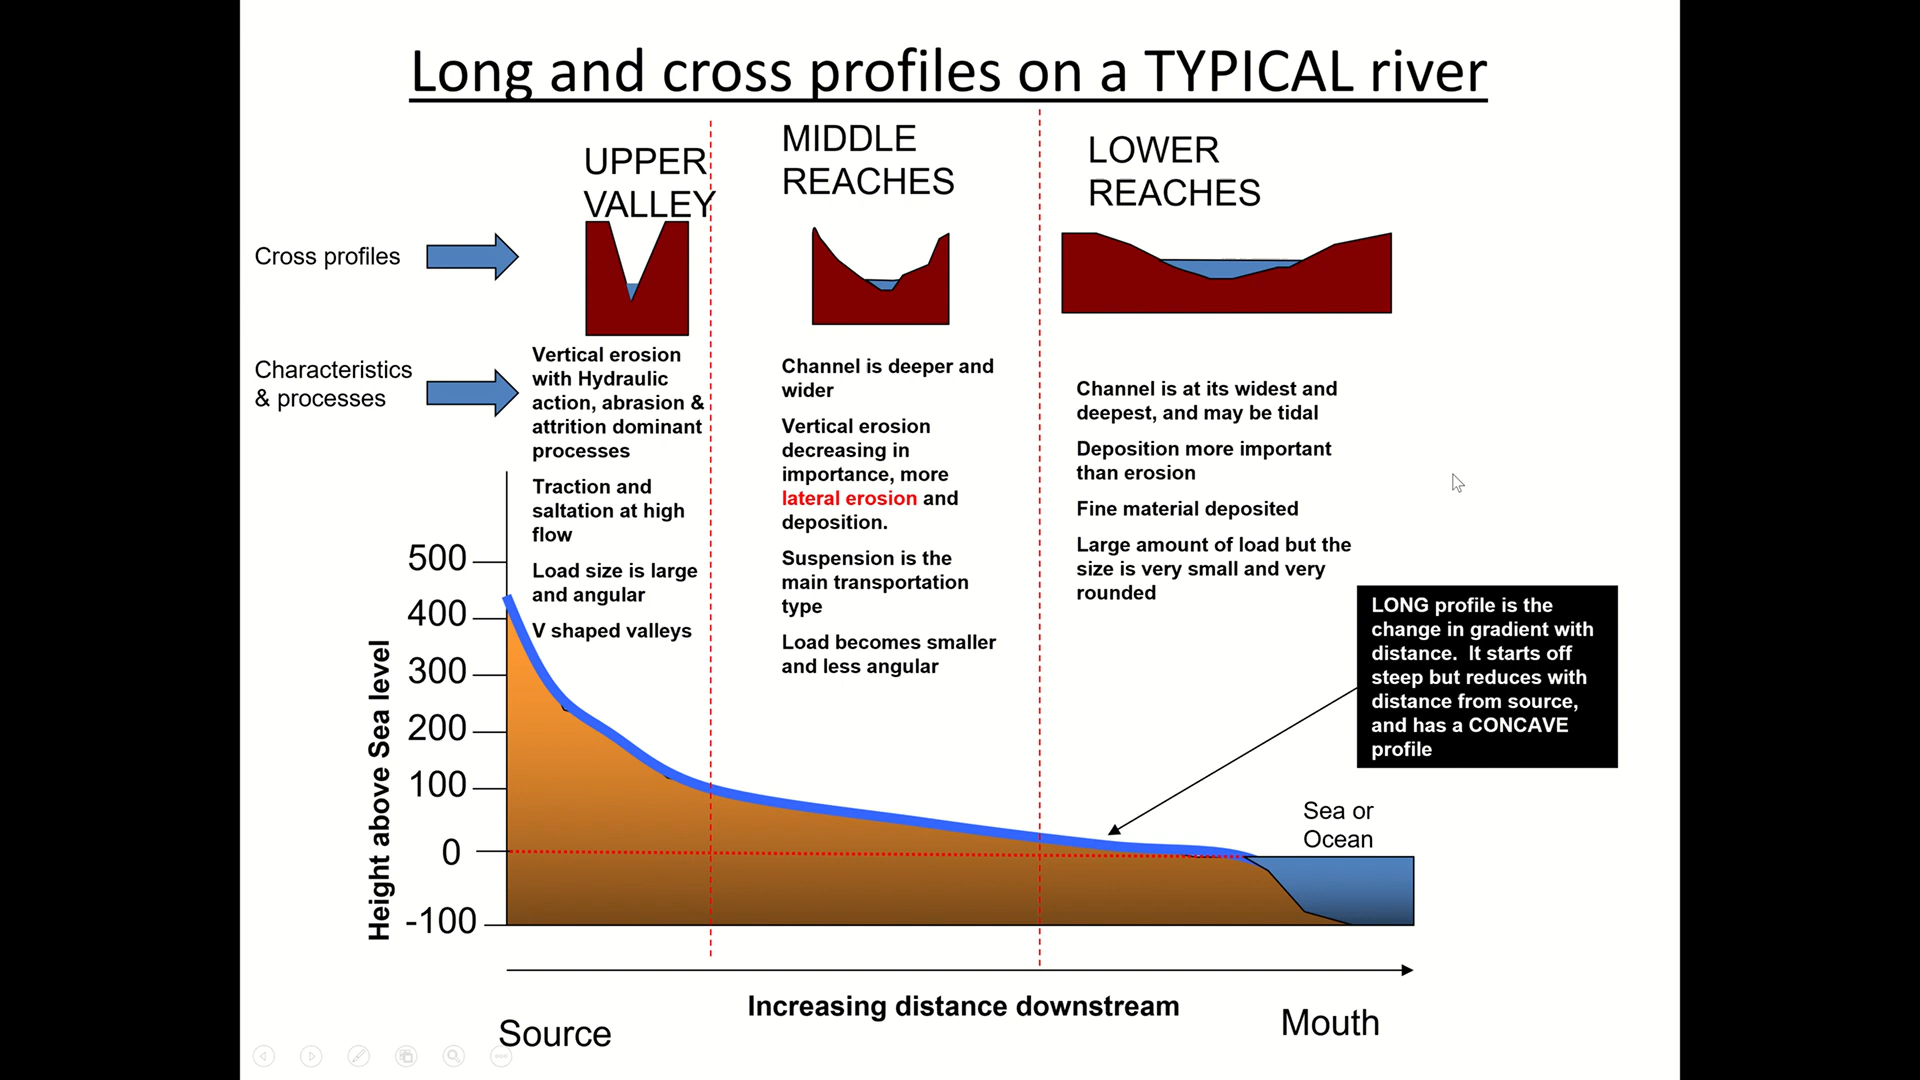 Long and cross profiles on a TYPICAL river
UPPER
VALLEY
MIDDLE
REACHES
LOWER
REACHES
Cross profiles
Characteristics
& processes
Vertical erosion
with Hydraulic
action, abrasion &
attrition dominant
processes
Traction and
saltation at high
flow
Load size is large
and angular
V shaped valleys
Channel is deeper and
wider
Vertical erosion
decreasing in
importance, more
lateral erosion and
deposition.
Suspension is the
main transportation
type
Load becomes smaller
and less angular
Channel is at its widest and
deepest, and may be tidal
Deposition more important
than erosion
Fine material deposited
Large amount of load but the
size is very small and very
rounded
LONG profile is the
change in gradient with
distance. It starts off
steep but reduces with
distance from source,
and has a CONCAVE
profile
Height above Sea level
500
400
300
200
100
0
-100
Sea or
Ocean
Increasing distance downstream
Source
Mouth